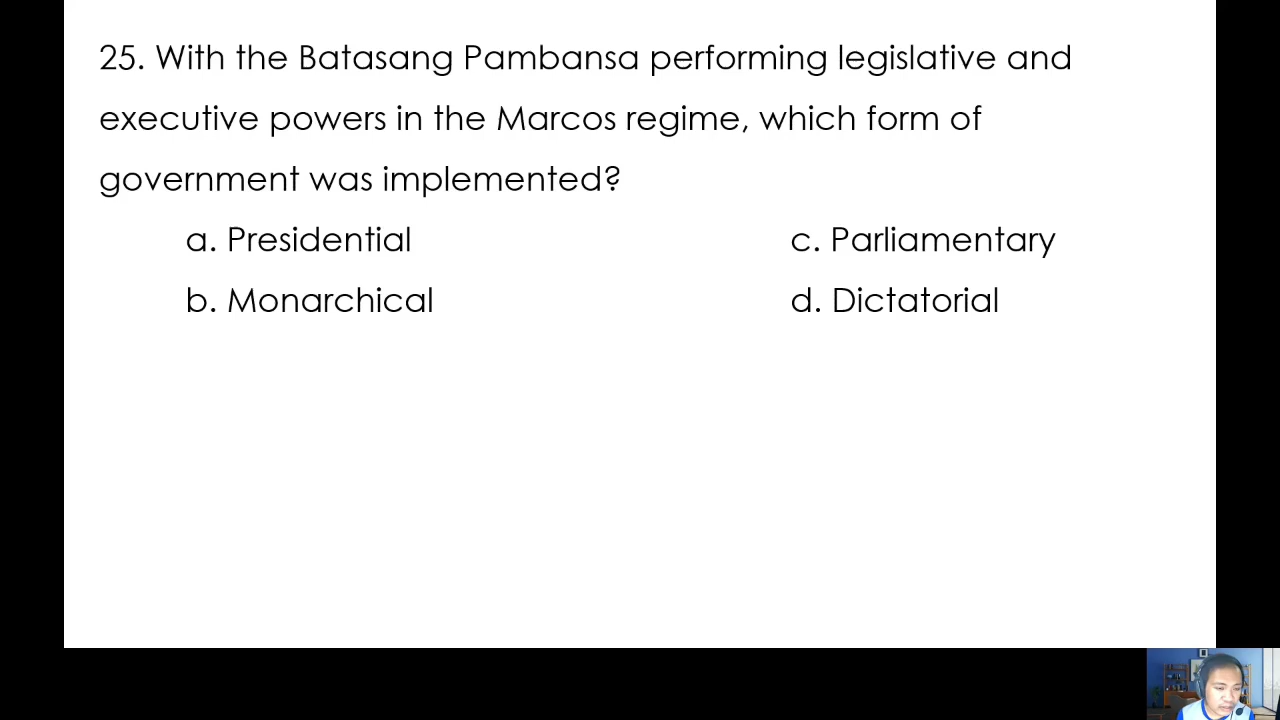 25. With the Batasang Pambansa performing legislative and
executive powers in the Marcos regime, which form of
government was implemented?
a. Presidential
c. Parliamentary
b. Monarchical
d. Dictatorial